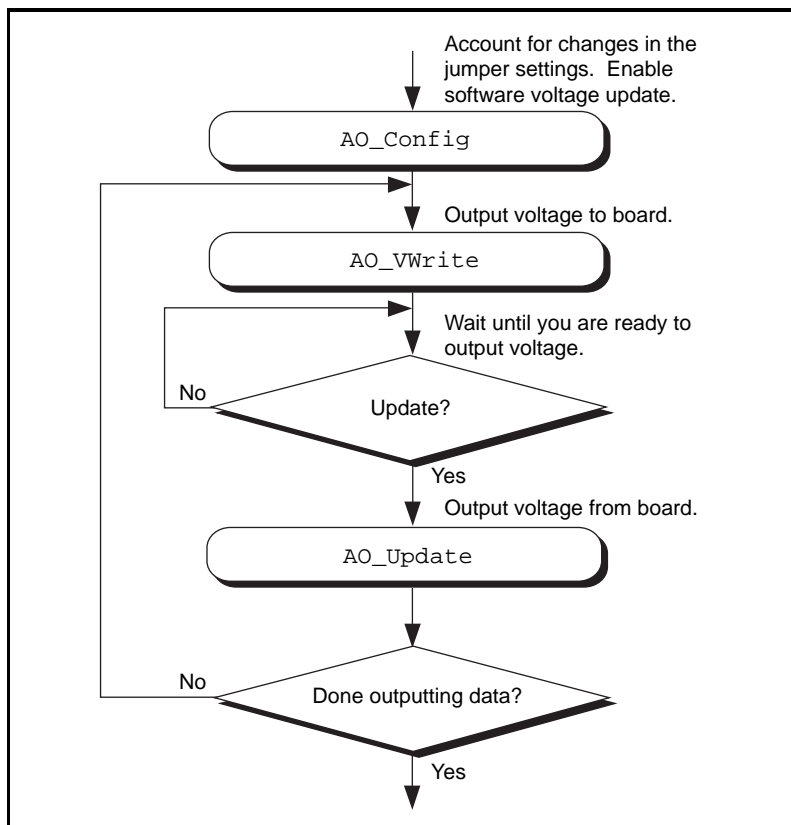 Account for changes in the
jumper settings.  Enable
software voltage update.
AO_Config
Output voltage to board.
AO_VWrite
Wait until you are ready to
output voltage.
No
Update?
Yes
Output voltage from board.
AO_Update
No
Done outputting data?
Yes